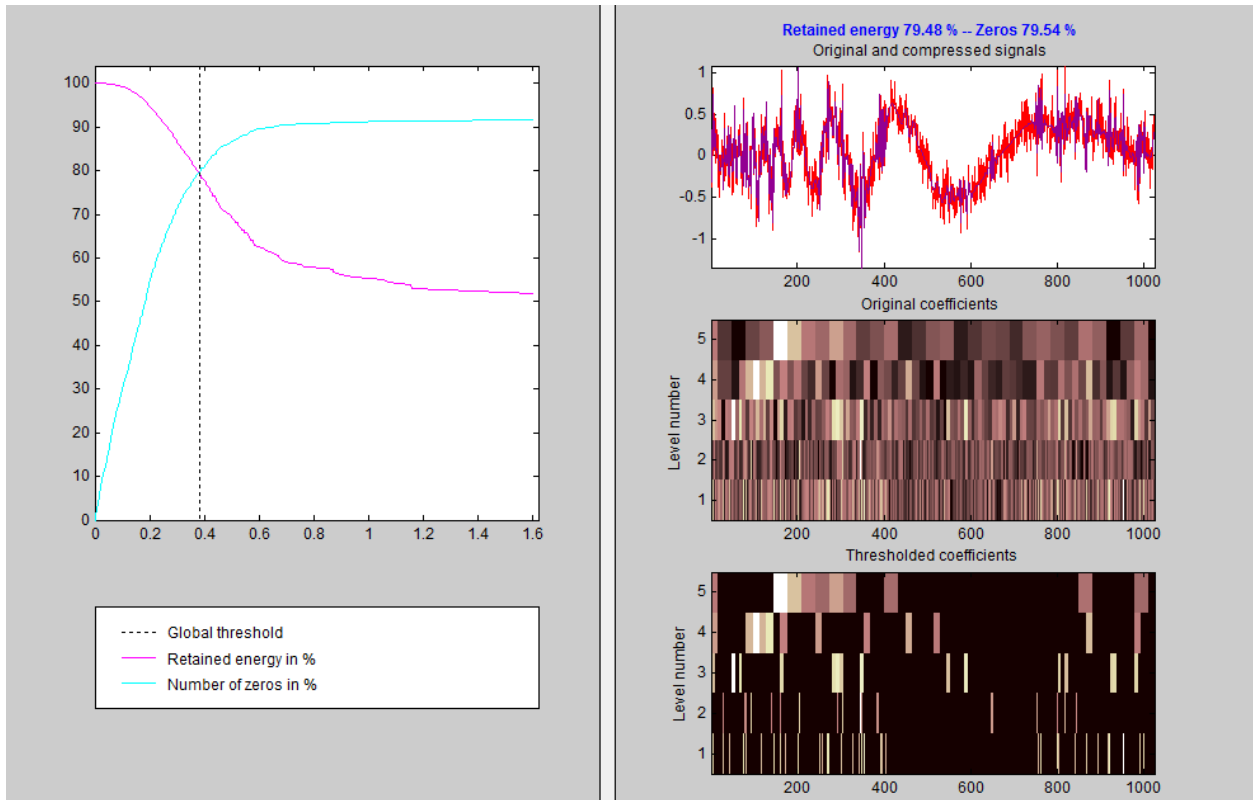 100
90
80
70
60
50
40
30
20
10
0
0 0.2 0.4 0.6 0.8 1 1.2 1.4 1.6
Global threshold
Retained energy in %
Number of zeros in %
Retained energy 79.48 % -- Zeros 79.54 %
Original and compressed signals
1
0.5
0
-0.5
-1
200 400 600 800 1000
Original coefficients
Level number
5
4
3
2
1
200 400 600 800 1000
Thresholded coefficients
Level number
5
4
3
2
1
200 400 600 800 1000